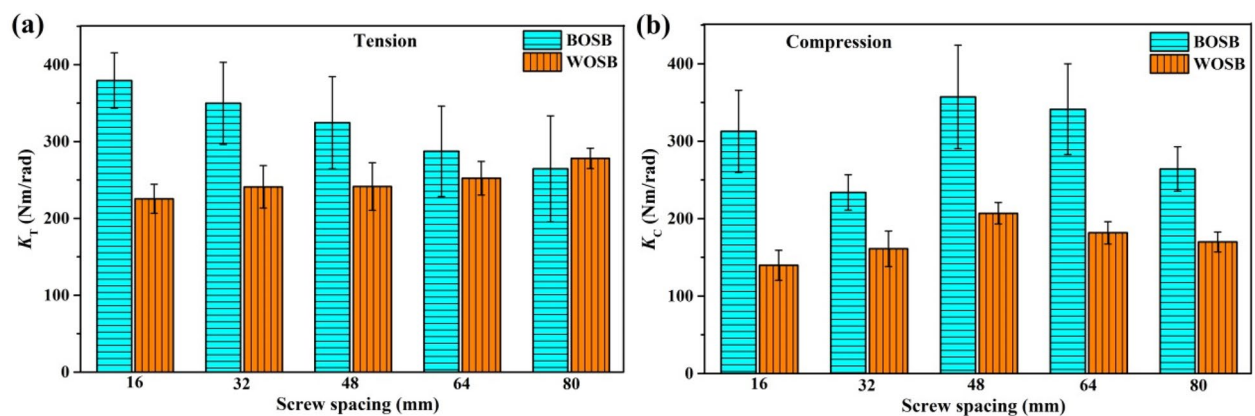 (a)
Tension
BOSB
WOSB
400
300
200
100
0
K_T (Nm/rad)
16 32 48 64 80
Screw spacing (mm)
(b)
Compression
BOSB
WOSB
400
300
200
100
0
K_C (Nm/rad)
16 32 48 64 80
Screw spacing (mm)